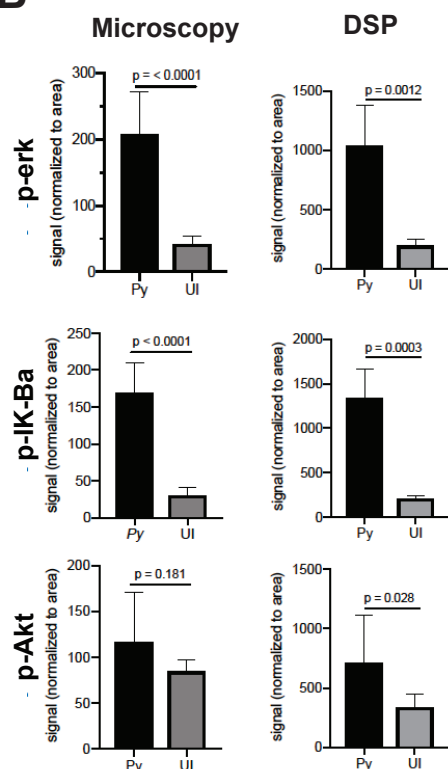 B
Microscopy
DSP
p-erk
signal (normalized to area)
300
200
100
0
p = < 0.0001
Py
UI
signal (normalized to area)
1500
1000
500
0
p = 0.0012
Py
UI
p-IK-Ba
signal (normalized to area)
250
200
150
100
50
0
p < 0.0001
Py
UI
signal (normalized to area)
2000
1500
1000
500
0
p = 0.0003
Py
UI
p-Akt
signal (normalized to area)
200
150
100
50
0
p = 0.181
Py
UI
signal (normalized to area)
1500
1000
500
0
p = 0.028
Py
UI